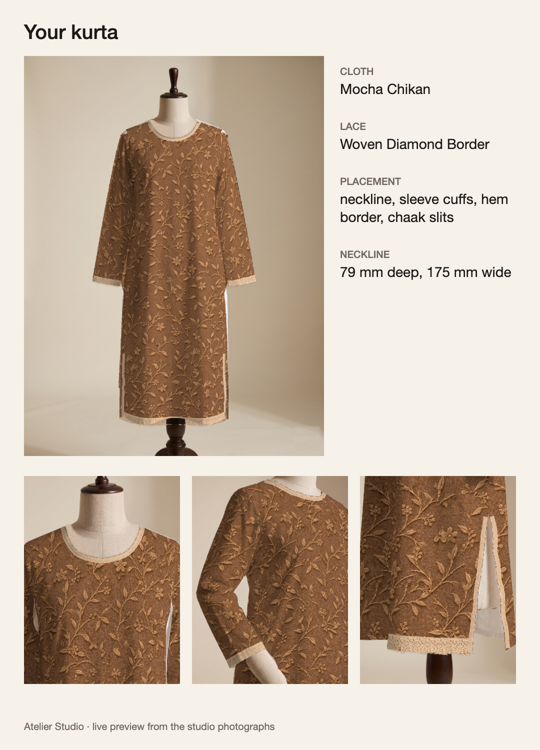 Your kurta
CLOTH
Mocha Chikan
LACE
Woven Diamond Border
PLACEMENT
neckline, sleeve cuffs, hem
border, chaak slits
NECKLINE
79 mm deep, 175 mm wide
Atelier Studio · live preview from the studio photographs